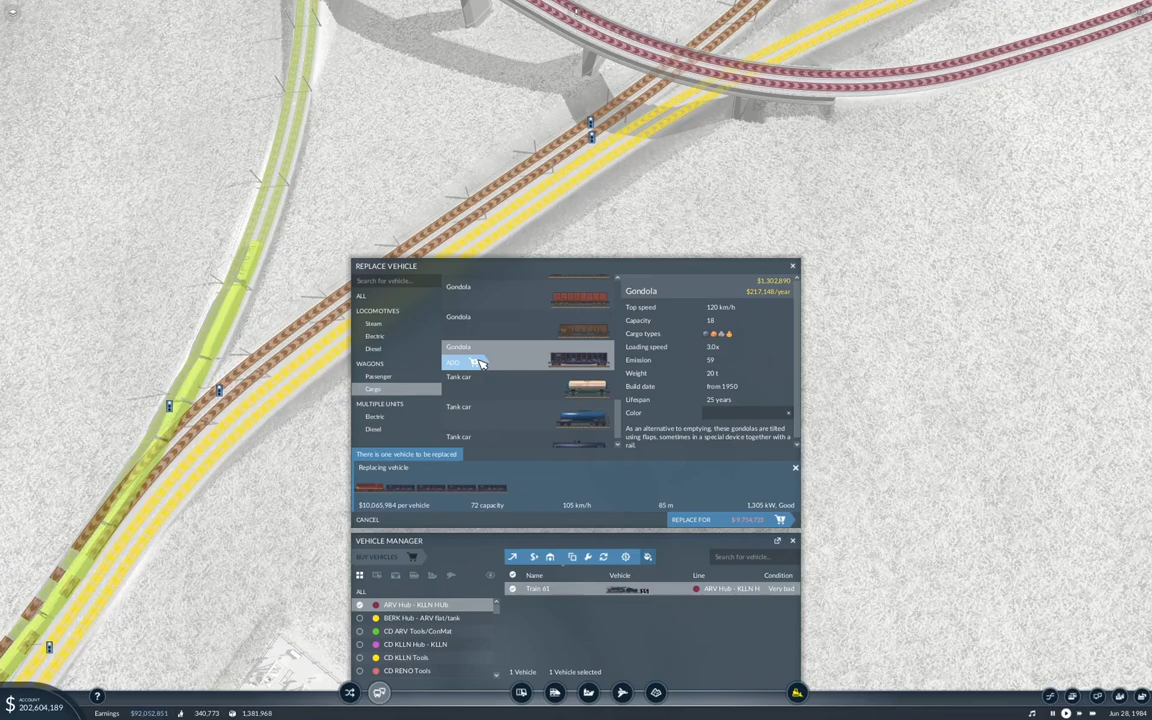 REPLACE VEHICLE
Search for vehicle...
ALL
LOCOMOTIVES
Steam
Electric
Diesel
WAGONS
Passenger
Cargo
MULTIPLE UNITS
Electric
Diesel
Gondola
Gondola
Gondola
ADD
Tank car
Tank car
Tank car
$1,302,890
Gondola
$217,148/year
Top speed 120 km/h
Capacity 18
Cargo types
Loading speed 3.0x
Emission 59
Weight 20 t
Build date from 1950
Lifespan 25 years
Color
As an alternative to emptying, these gondolas are tilted
using flaps, sometimes in a special device together with a
rail.
There is one vehicle to be replaced
Replacing vehicle
$10,065,984 per vehicle 72 capacity 105 km/h 85 m 1,305 kW, Good
CANCEL
REPLACE FOR
VEHICLE MANAGER
BUY VEHICLES
Search for vehicle...
ALL
Name Vehicle Line Condition
Train 61 ARV Hub - KLLN H Very bad
ARV Hub - KLLN HUb
BERK Hub - ARV flat/tank
CD ARV Tools/ConMat
CD KLLN Hub - KLLN
CD KLLN Tools
CD RENO Tools
1 Vehicle 1 Vehicle selected
$ ACCOUNT
202,604,189
?
Earnings $92,052,851 340,773 1,381,968
Jun 28, 1984